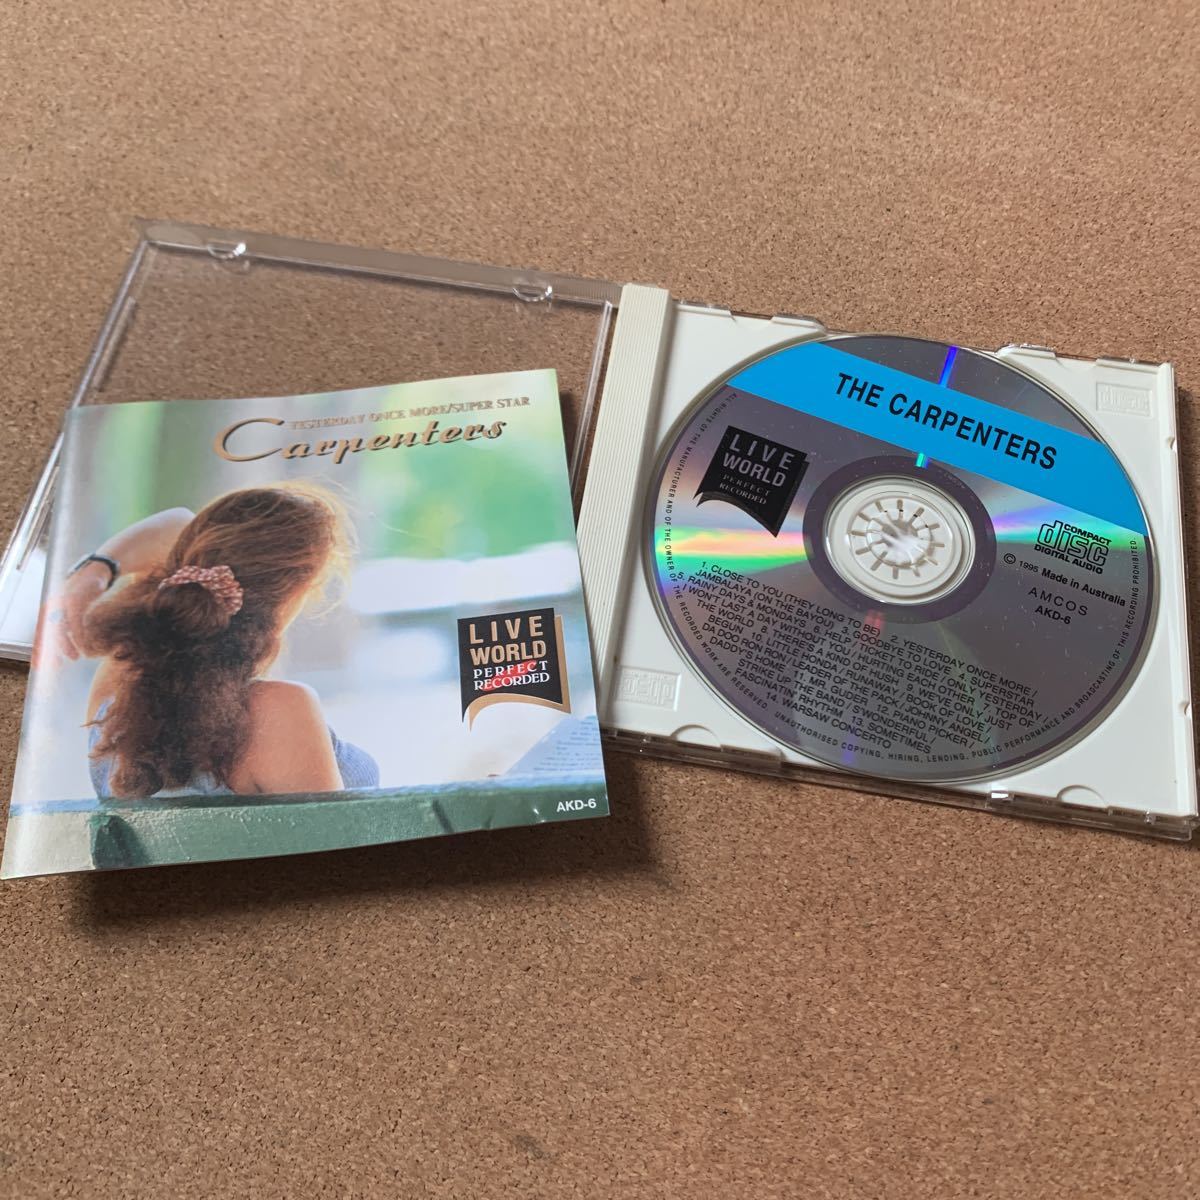 YESTERDAY ONCE MORE/SUPER STAR
Carpenters
LIVE
WORLD
PERFECT
RECORDED
AKD-6
THE CARPENTERS
LIVE
WORLD
PERFECT
RECORDED
COMPACT
disc
DIGITAL AUDIO
© 1995 Made in Australia
AMCOS
AKD-6
1. CLOSE TO YOU (THEY LONG TO BE) 2. YESTERDAY ONCE MORE /
JAMBALAYA (ON THE BAYOU) 3. GOODBYE TO LOVE 4. SUPERSTAR /
5. RAINY DAYS & MONDAYS 6. HELP / TICKET TO RIDE / ONLY YESTERDAY
/ I WON'T LAST A DAY WITHOUT YOU / HURTING EACH OTHER 7. TOP OF
THE WORLD 8. THERE'S A KIND OF HUSH 9. WE'VE ONLY JUST
BEGUN 10. LITTLE HONDA / RUNAWAY / BOOK OF LOVE /
DA DOO RON RON / LEADER OF THE PACK / JOHNNY ANGEL /
DADDY'S HOME 11. MR. GUDER 12. PIANO PICKER /
STRIKE UP THE BAND / S'WONDERFUL /
FASCINATIN' RHYTHM 13. SOMETIMES
14. WARSAW CONCERTO
ALL RIGHTS OF THE MANUFACTURER AND OF THE OWNER OF THE RECORDED WORK ARE RESERVED. UNAUTHORISED COPYING, HIRING, LENDING, PUBLIC PERFORMANCE AND BROADCASTING OF THIS RECORDING PROHIBITED.